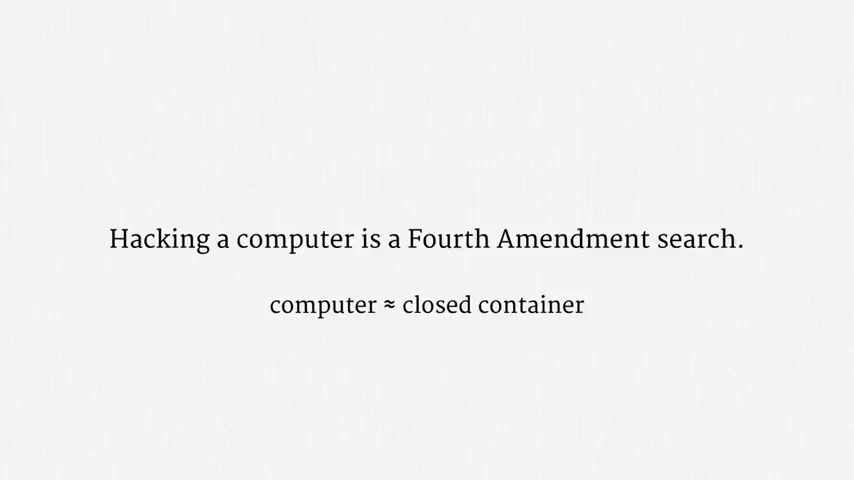 Hacking a computer is a Fourth Amendment search.
computer ≈ closed container